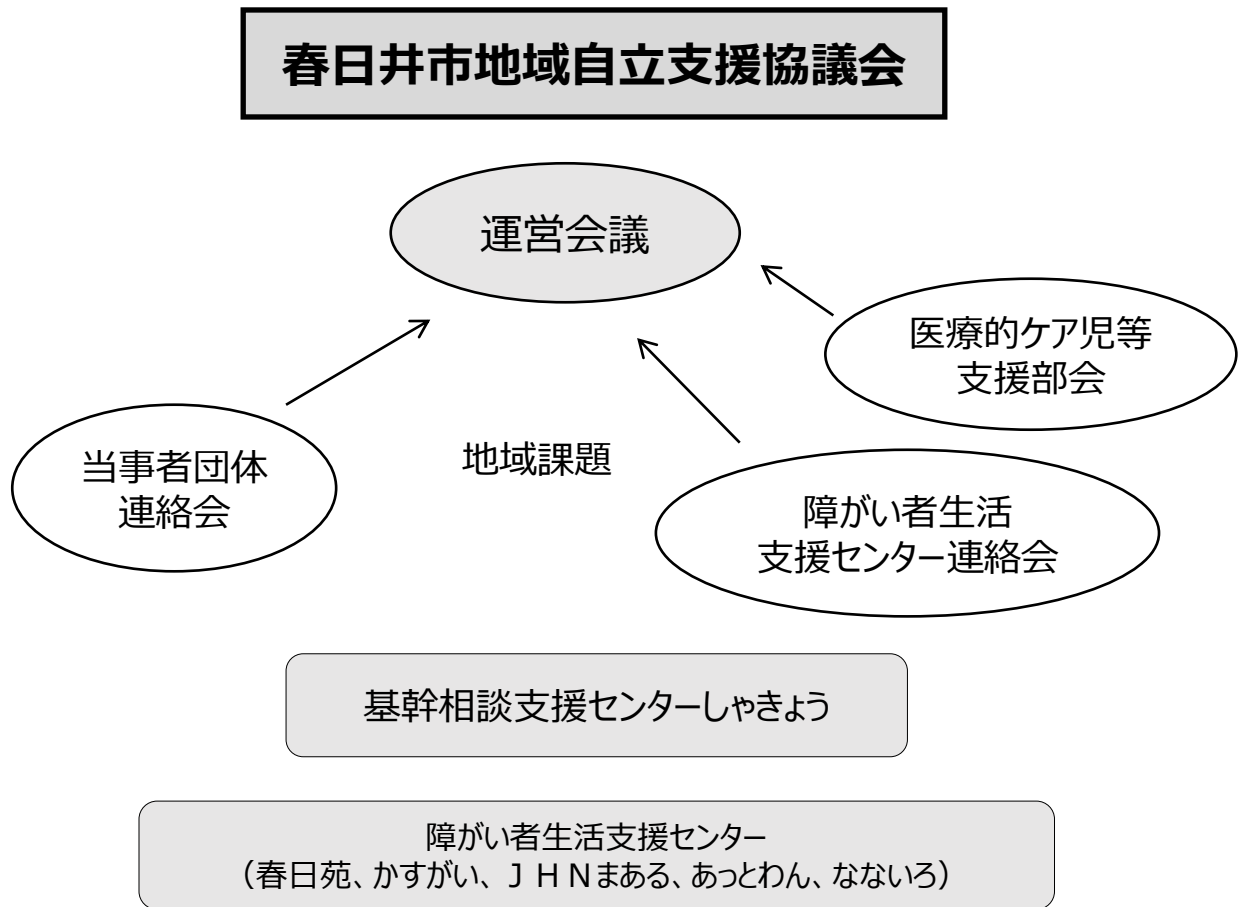 春日井市地域自立支援協議会
運営会議
医療的ケア児等
支援部会
当事者団体
連絡会
地域課題
障がい者生活
支援センター連絡会
基幹相談支援センターしゃきょう
障がい者生活支援センター
（春日苑、かすがい、ＪＨＮまある、あっとわん、なないろ）